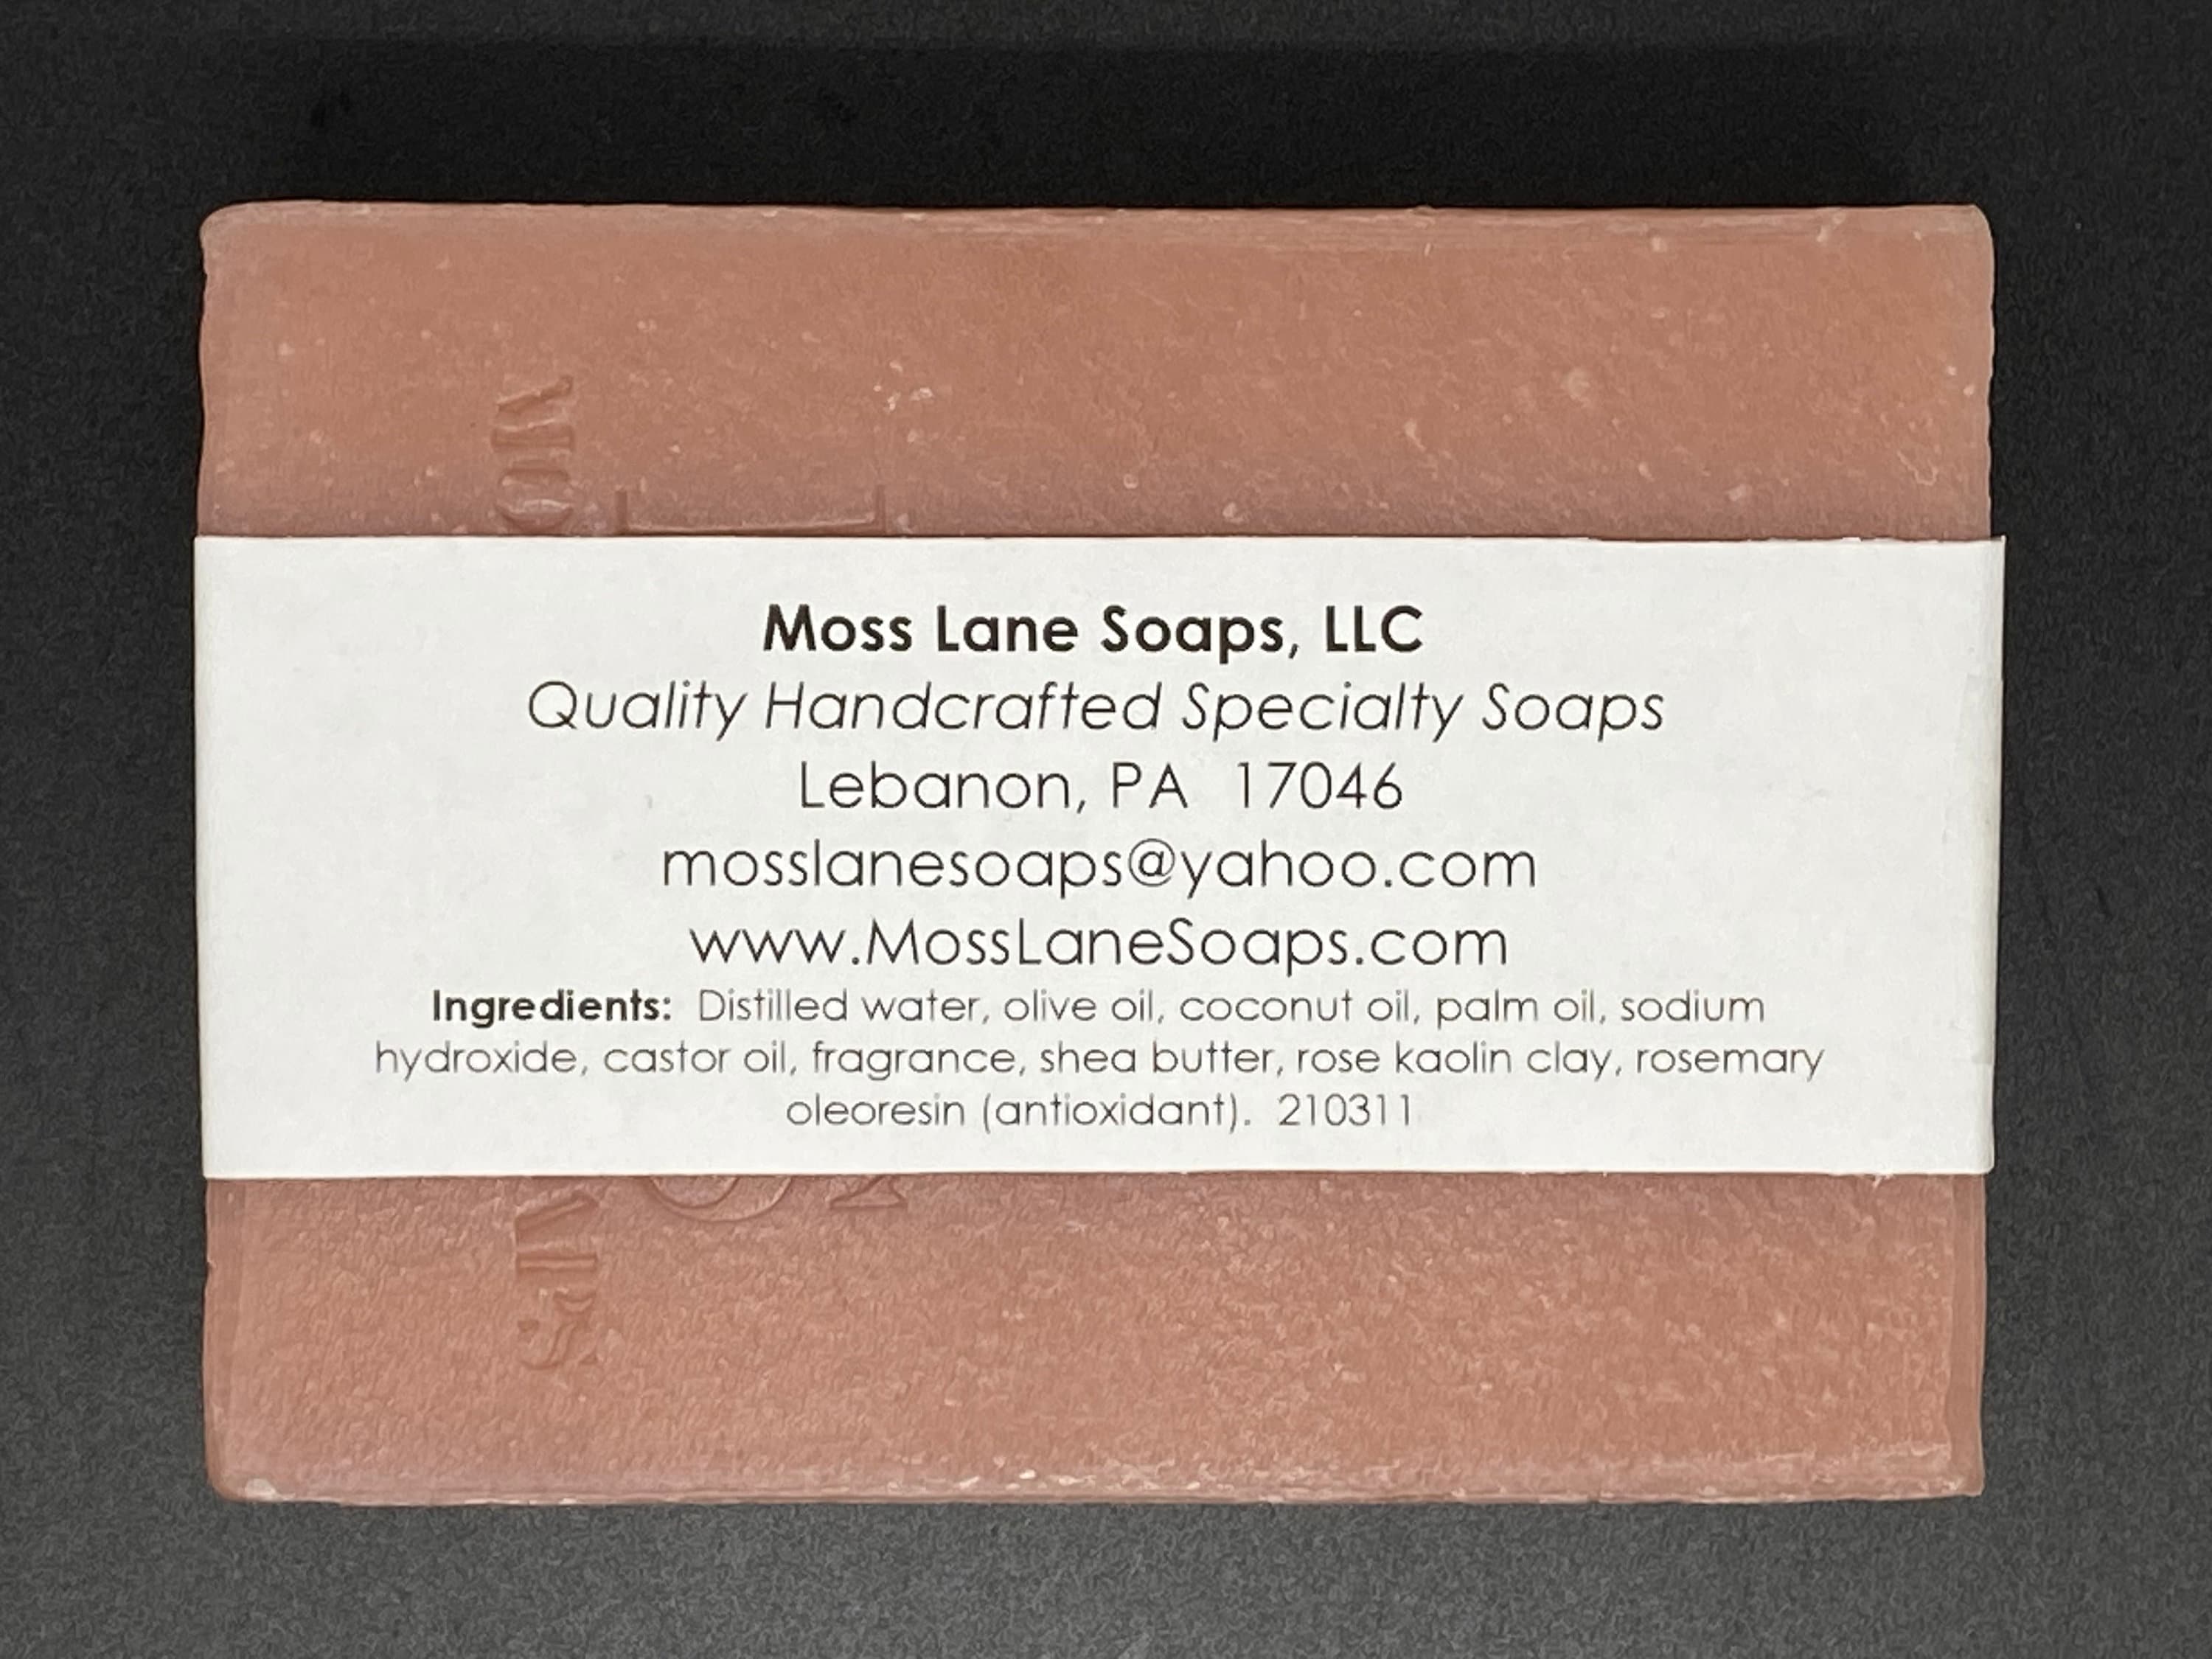 Moss Lane Soaps, LLC
Quality Handcrafted Specialty Soaps
Lebanon, PA 17046
mosslanesoaps@yahoo.com
www.MossLaneSoaps.com
Ingredients: Distilled water, olive oil, coconut oil, palm oil, sodium
hydroxide, castor oil, fragrance, shea butter, rose kaolin clay, rosemary
oleoresin (antioxidant). 210311